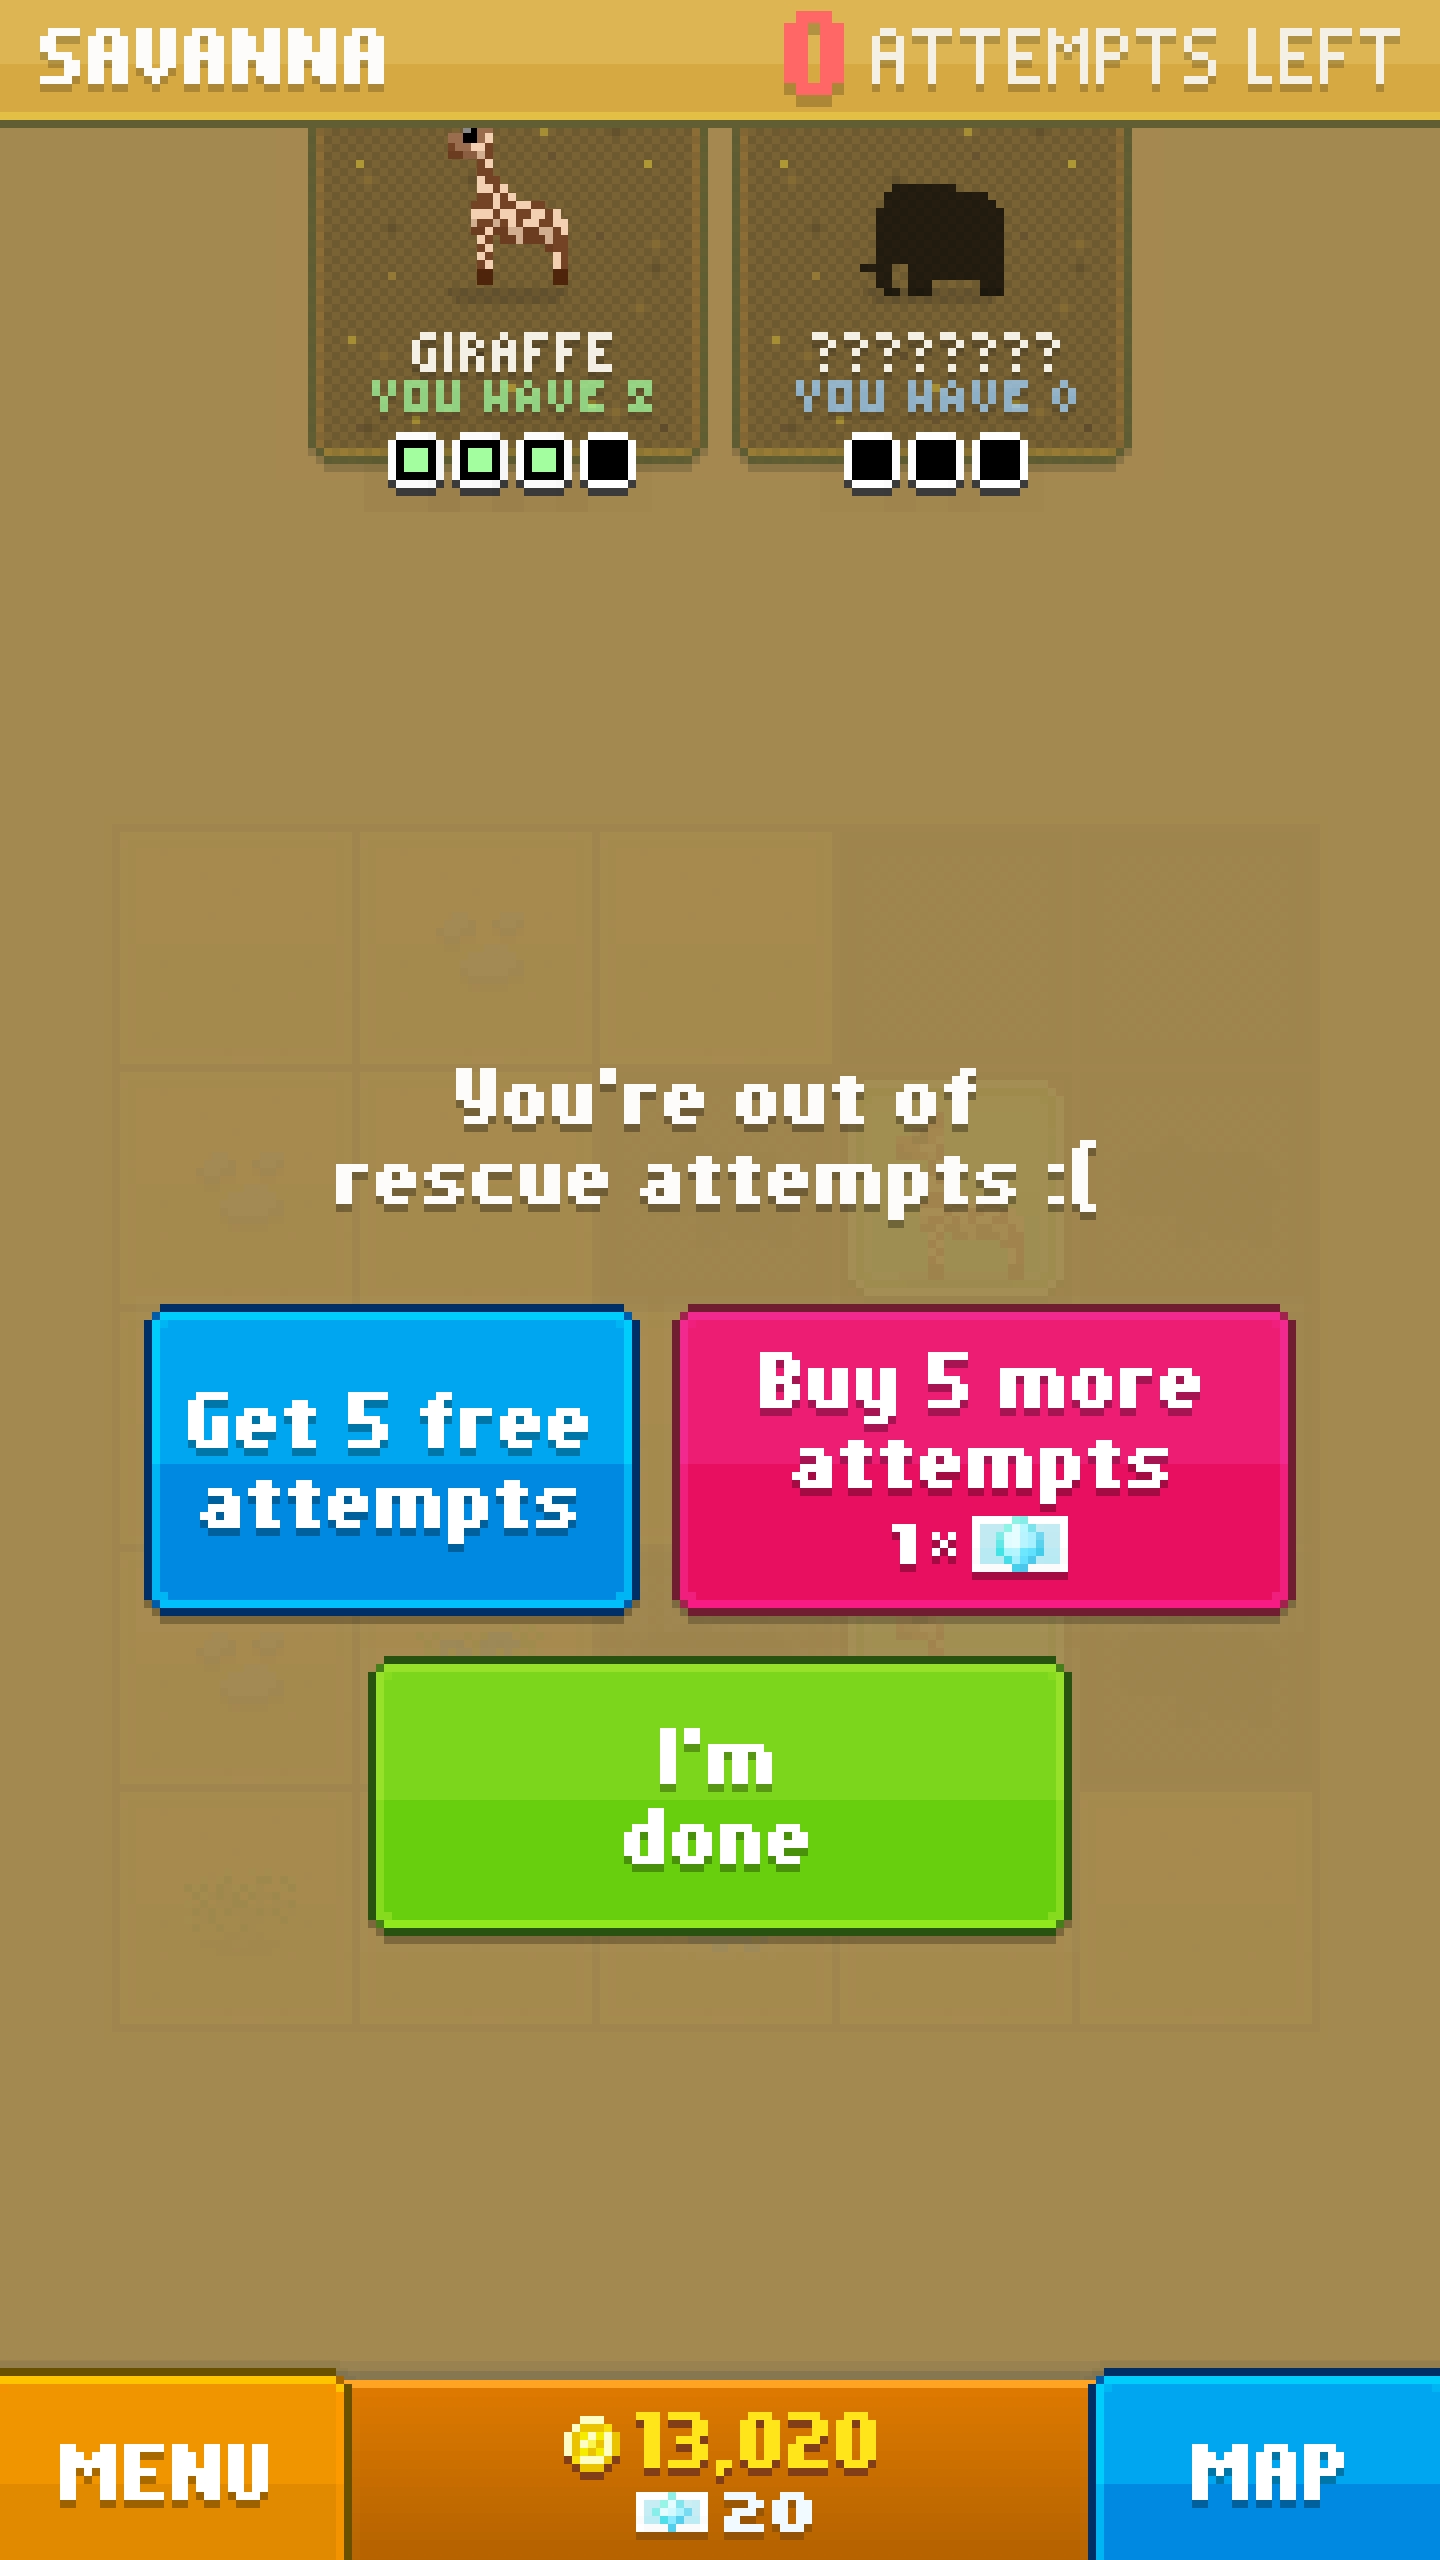 SAVANNA
0 ATTEMPTS LEFT
GIRAFFE
YOU HAVE 2
????????
YOU HAVE 0
You're out of
rescue attempts :(
Get 5 free
attempts
Buy 5 more
attempts
1×
I'm
done
MENU
13,020
20
MAP